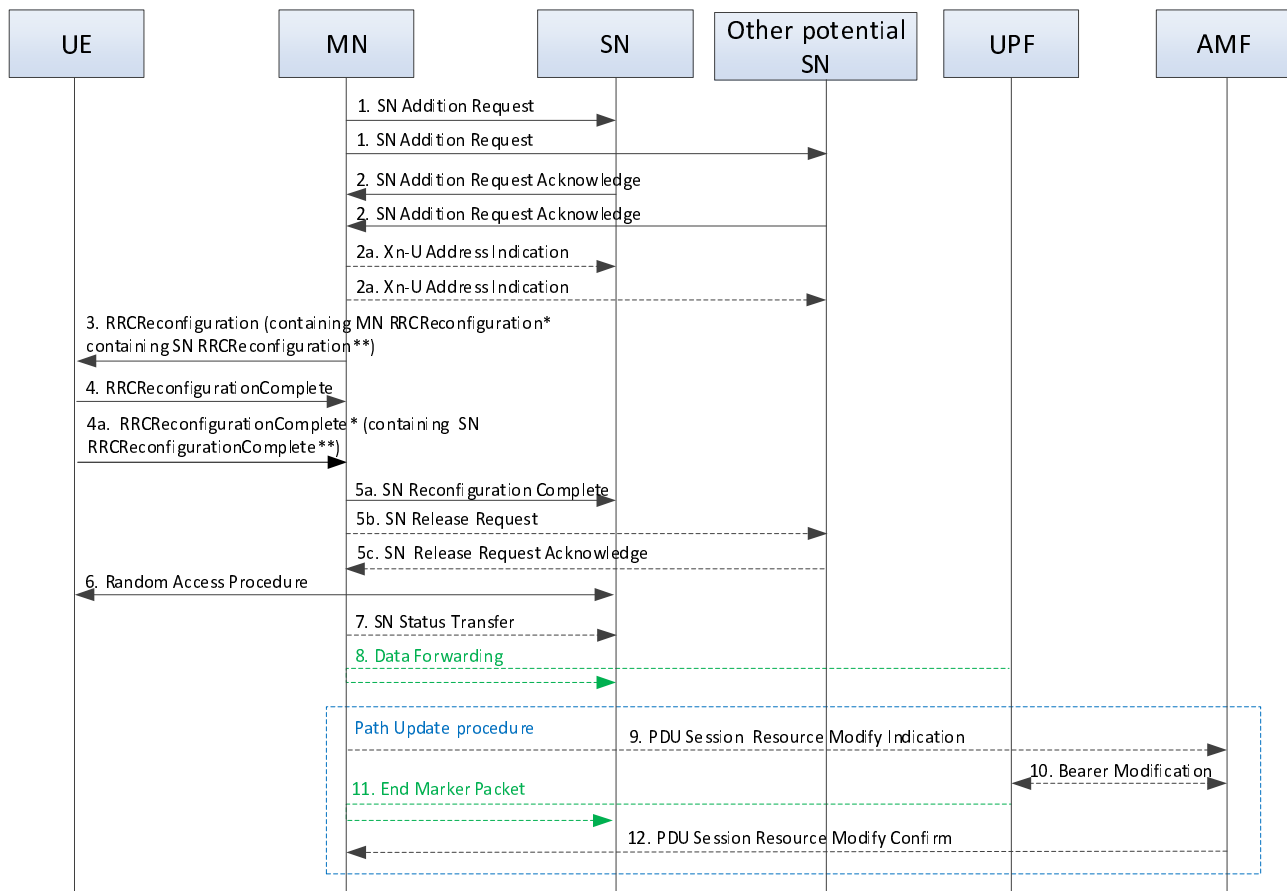 UE
MN
SN
Other potential
SN
UPF
AMF
1. SN Addition Request
1. SN Addition Request
2. SN Addition Request Acknowledge
2. SN Addition Request Acknowledge
2a. Xn-U Address Indication
2a. Xn-U Address Indication
3. RRCReconfiguration (containing MN RRCReconfiguration*
containing SN RRCReconfiguration**)
4. RRCReconfigurationComplete
4a. RRCReconfigurationComplete* (containing SN
RRCReconfigurationComplete**)
5a. SN Reconfiguration Complete
5b. SN Release Request
5c. SN Release Request Acknowledge
6. Random Access Procedure
7. SN Status Transfer
8. Data Forwarding
Path Update procedure
9. PDU Session Resource Modify Indication
10. Bearer Modification
11. End Marker Packet
12. PDU Session Resource Modify Confirm